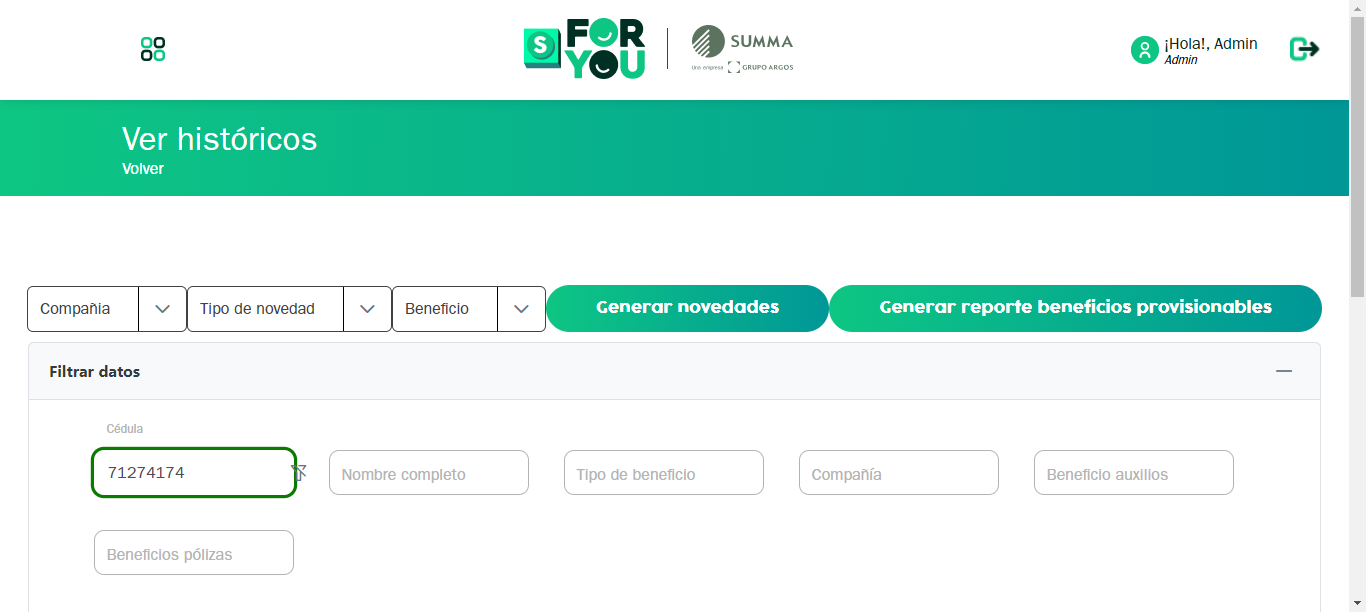 S FOR YOU
SUMMA
Una empresa GRUPO ARGOS
¡Hola!, Admin
Admin
Ver históricos
Volver
Compañia Tipo de novedad Beneficio Generar novedades Generar reporte beneficios provisionables
Filtrar datos
Cédula
71274174 Nombre completo Tipo de beneficio Compañía Beneficio auxilios
Beneficios pólizas